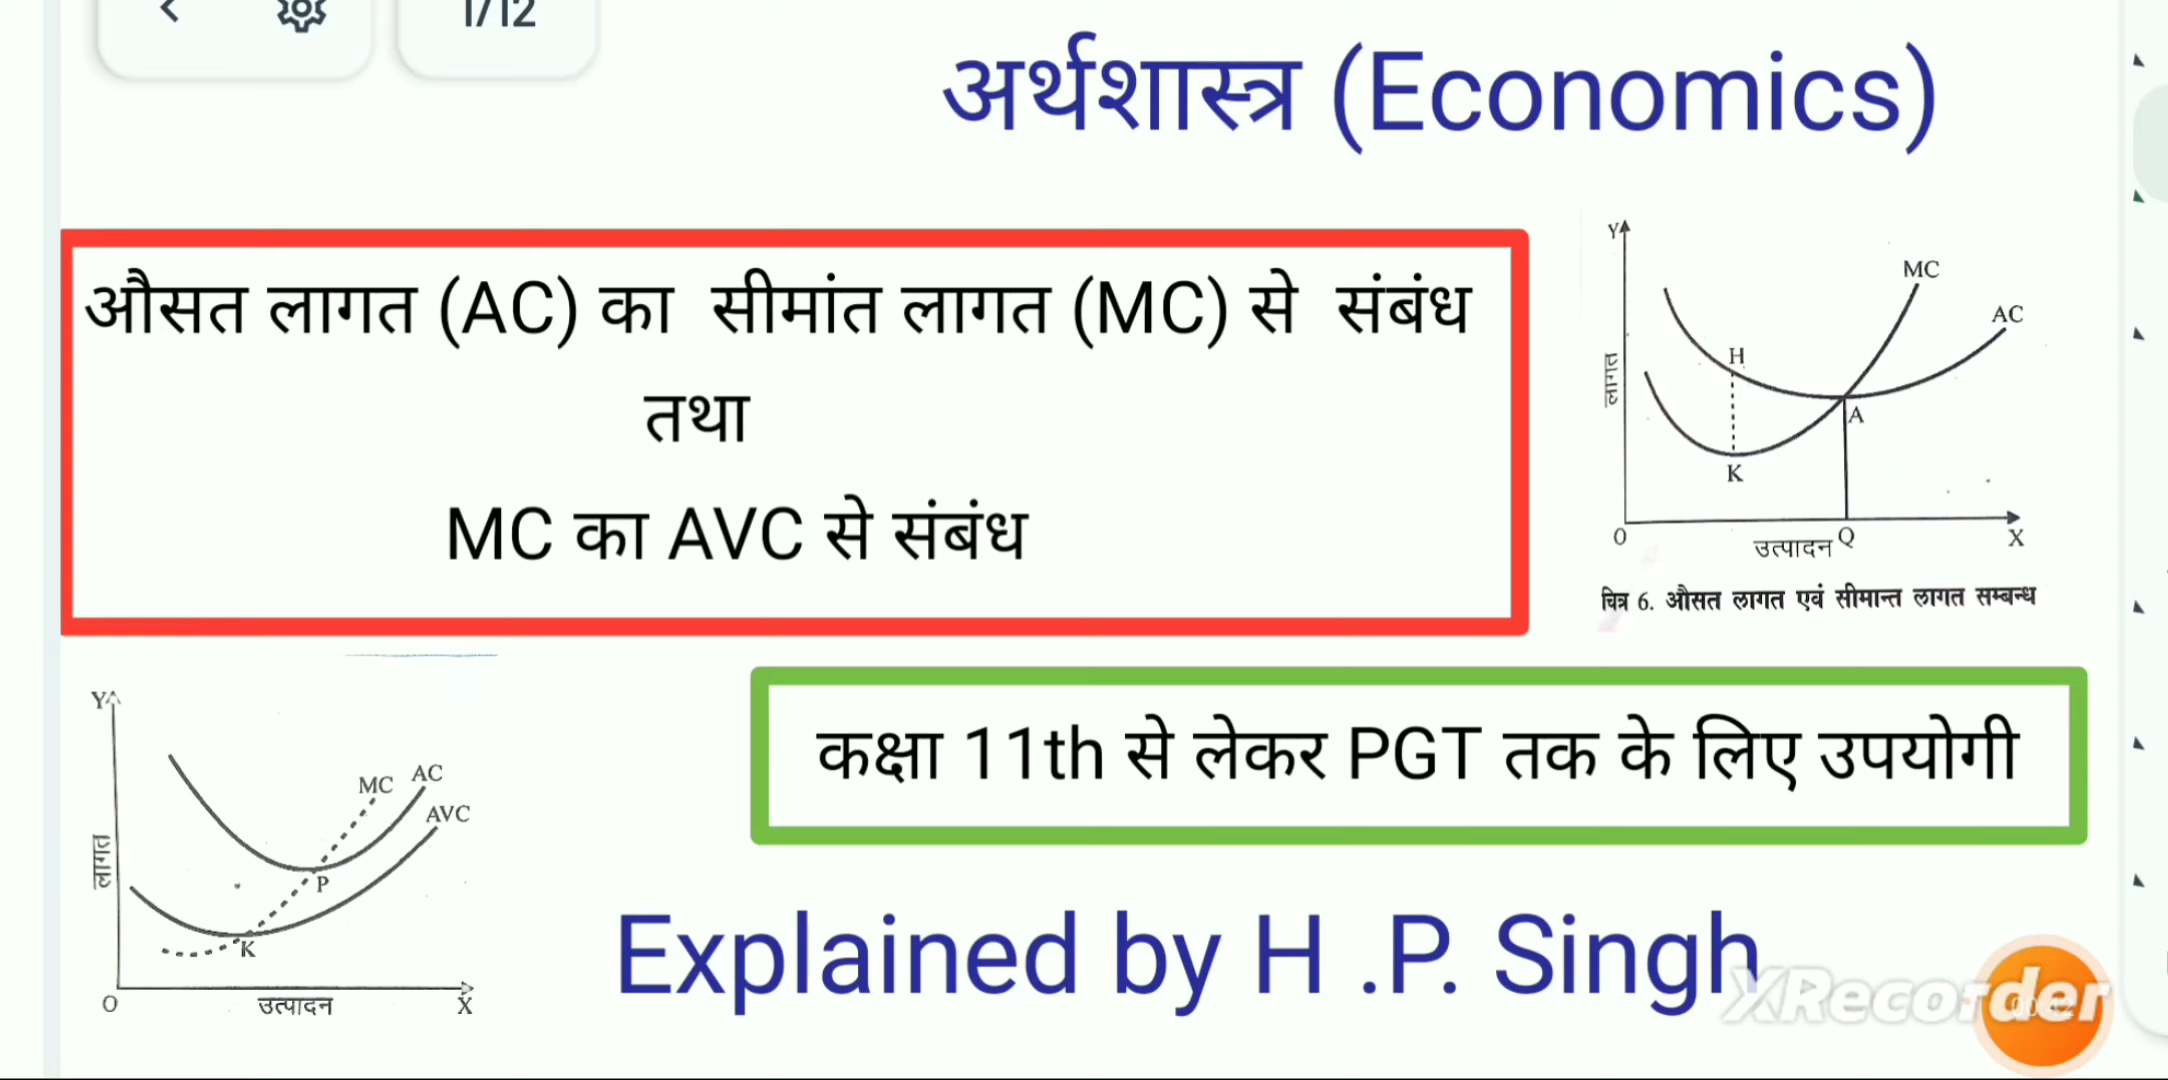 1/12
अर्थशास्त्र (Economics)
औसत लागत (AC) का सीमांत लागत (MC) से संबंध
तथा
MC का AVC से संबंध
Y
MC
AC
H
लागत
A
K
O
उत्पादन
Q
X
चित्र 6. औसत लागत एवं सीमान्त लागत सम्बन्ध
कक्षा 11th से लेकर PGT तक के लिए उपयोगी
Y
MC
AC
AVC
लागत
P
K
O
उत्पादन
X
Explained by H .P. Singh
XRecorder